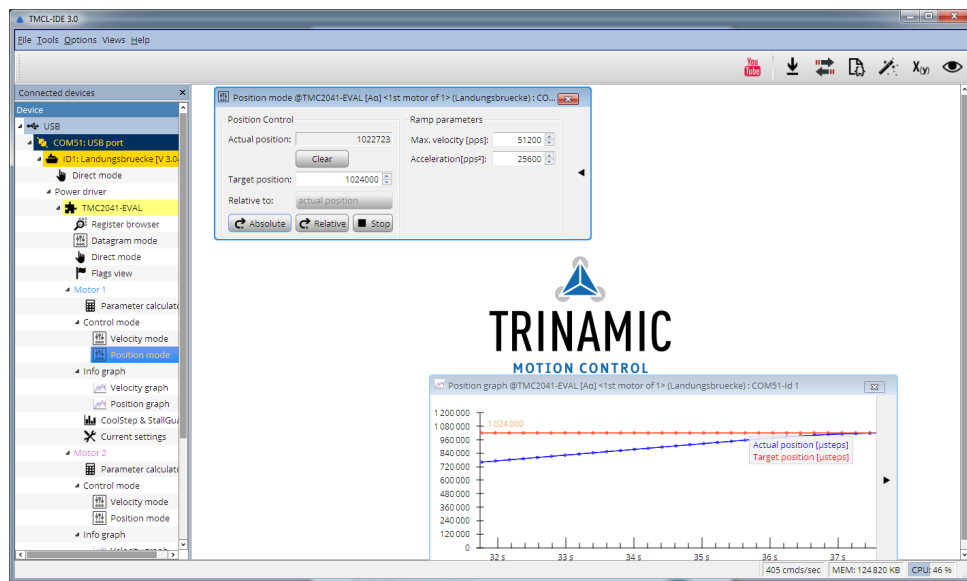 TMCL-IDE 3.0
File Tools Options Views Help
You
Tube
X(y)
Connected devices
Device
USB
COM51: USB port
ID1: Landungsbruecke [V 3.0
Direct mode
Power driver
TMC2041-EVAL
Register browser
Datagram mode
Direct mode
Flags view
Motor 1
Parameter calculat
Control mode
Velocity mode
Position mode
Info graph
Velocity graph
Position graph
CoolStep & StallGua
Current settings
Motor 2
Parameter calculat
Control mode
Velocity mode
Position mode
Info graph
Position mode @TMC2041-EVAL [Aα] <1st motor of 1> (Landungsbruecke) : CO...
Position Control
Actual position: 1022723
Clear
Target position: 1024000
Relative to: actual position
Absolute Relative Stop
Ramp parameters
Max. velocity [pps]: 51200
Acceleration[pps²]: 25600
TRINAMIC
MOTION CONTROL
Position graph @TMC2041-EVAL [Aα] <1st motor of 1> (Landungsbruecke) : COM51-Id 1
1 200 000
1 080 000
960 000
840 000
720 000
600 000
480 000
360 000
240 000
120 000
0
1 024 000
Actual position [µsteps]
Target position [µsteps]
32 s 33 s 34 s 35 s 36 s 37 s
405 cmds/sec MEM: 124 820 KB CPU: 46 %